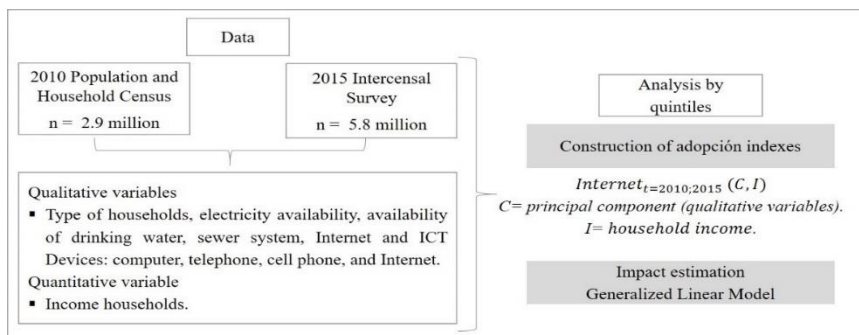 Data
2010 Population and
Household Census
n = 2.9 million
2015 Intercensal
Survey
n = 5.8 million
Qualitative variables
▪ Type of households, electricity availability, availability
of drinking water, sewer system, Internet and ICT
Devices: computer, telephone, cell phone, and Internet.
Quantitative variable
▪ Income households.
Analysis by
quintiles
Construction of adopción indexes
Internet_{t=2010;2015} (C, I)
C= principal component (qualitative variables).
I= household income.
Impact estimation
Generalized Linear Model